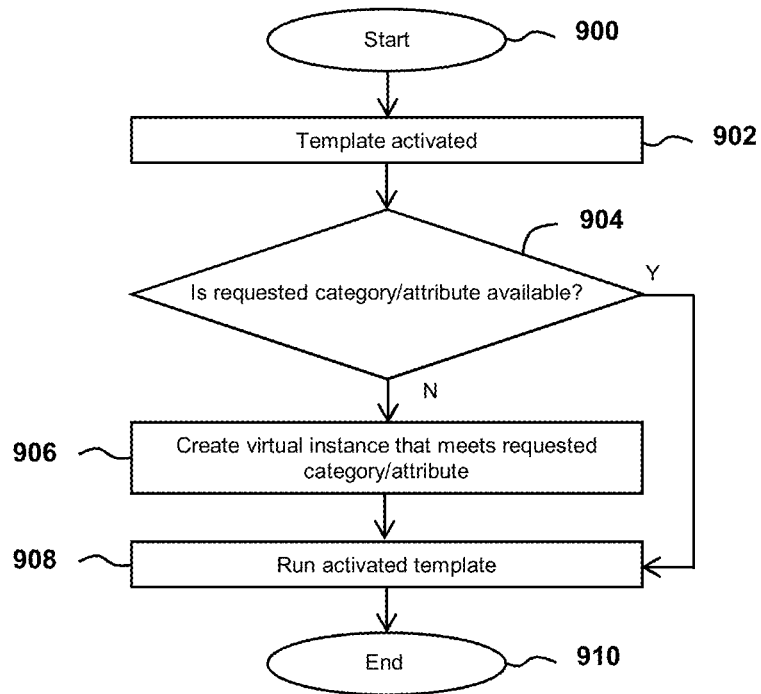 Start
900
Template activated
902
904
Is requested category/attribute available?
Y
N
906
Create virtual instance that meets requested
category/attribute
908
Run activated template
End
910